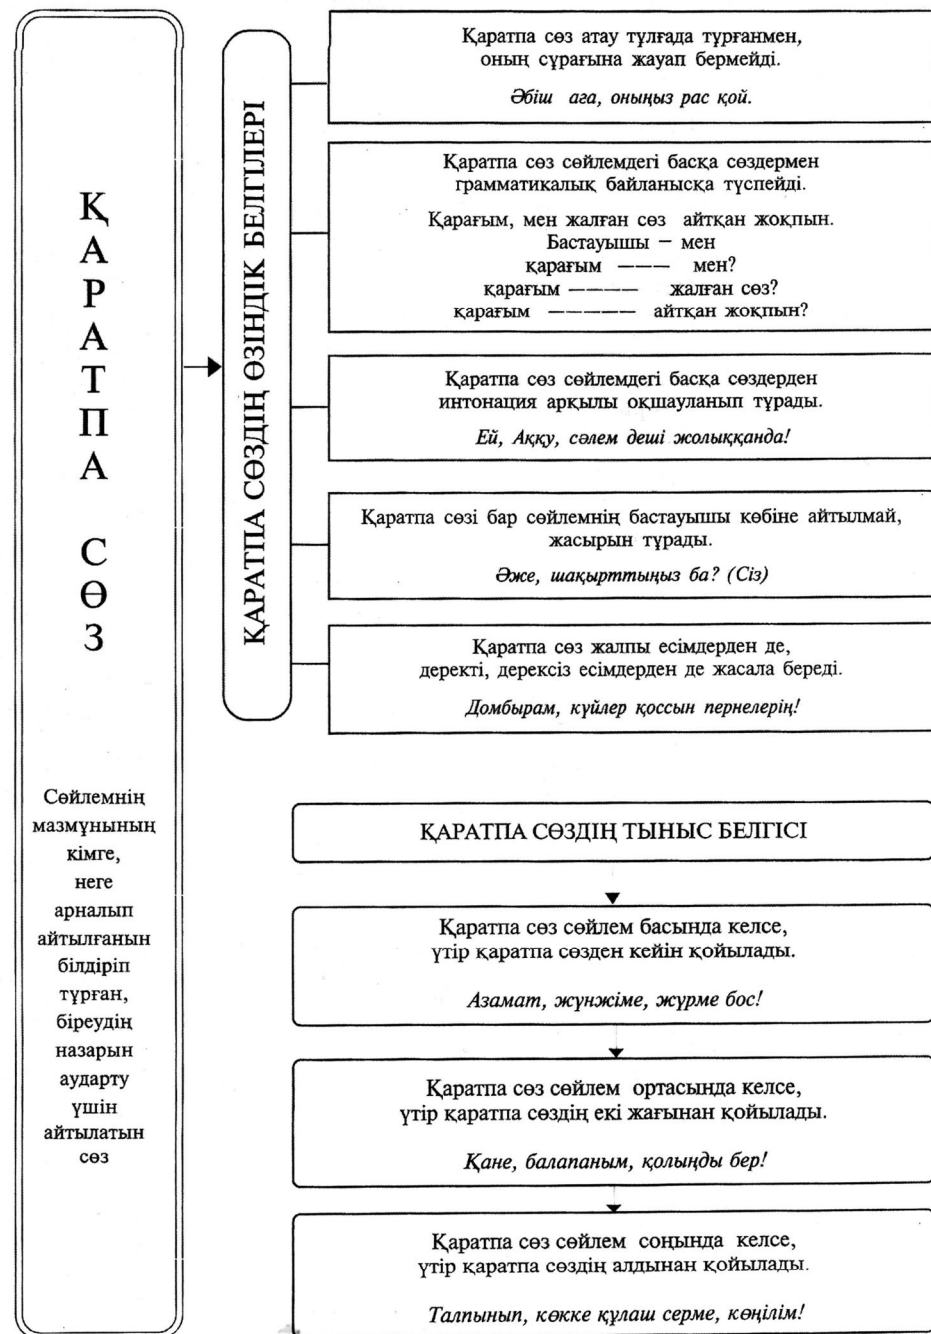 ҚАРАТПА СӨЗ
Сөйлемнің
мазмұнының
кімге,
неге
арналып
айтылғанын
білдіріп
тұрған,
біреудің
назарын
аударту
үшін
айтылатын
сөз
ҚАРАТПА СӨЗДІҢ ӨЗІНДІК БЕЛГІЛЕРІ
Қаратпа сөз атау тұлғада тұрғанмен,
оның сұрағына жауап бермейді.
Әбіш аға, оныңыз рас қой.
Қаратпа сөз сөйлемдегі басқа сөздермен
грамматикалық байланысқа түспейді.
Қарағым, мен жалған сөз айтқан жоқпын.
Бастауышы – мен
қарағым ––– мен?
қарағым –––– жалған сөз?
қарағым ––––– айтқан жоқпын?
Қаратпа сөз сөйлемдегі басқа сөздерден
интонация арқылы оқшауланып тұрады.
Ей, Аққу, сәлем деші жолыққанда!
Қаратпа сөзі бар сөйлемнің бастауышы көбіне айтылмай,
жасырын тұрады.
Әже, шақырттыңыз ба? (Сіз)
Қаратпа сөз жалпы есімдерден де,
деректі, дерексіз есімдерден де жасала береді.
Домбырам, күйлер қоссын пернелерің!
ҚАРАТПА СӨЗДІҢ ТЫНЫС БЕЛГІСІ
Қаратпа сөз сөйлем басында келсе,
үтір қаратпа сөзден кейін қойылады.
Азамат, жүнжіме, жүрме бос!
Қаратпа сөз сөйлем ортасында келсе,
үтір қаратпа сөздің екі жағынан қойылады.
Қане, балапаным, қолыңды бер!
Қаратпа сөз сөйлем соңында келсе,
үтір қаратпа сөздің алдынан қойылады.
Талпынып, көкке құлаш серме, көңілім!